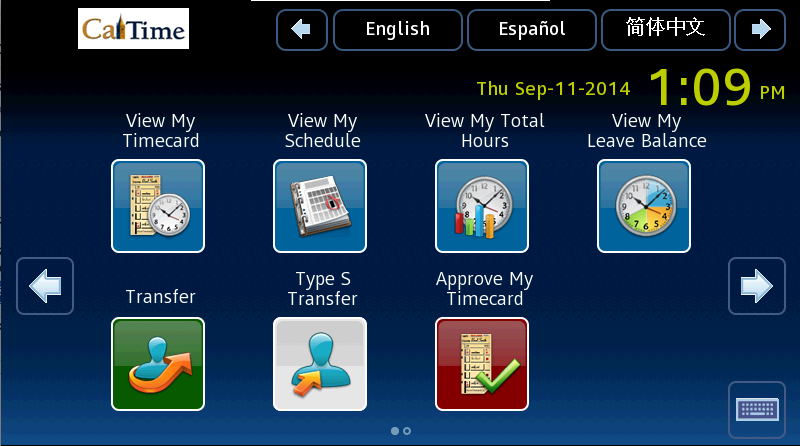 CalTime
English
Español
简体中文
Thu Sep-11-2014 1:09 PM
View My
Timecard
View My
Schedule
View My Total
Hours
View My
Leave Balance
Transfer
Type S
Transfer
Approve My
Timecard